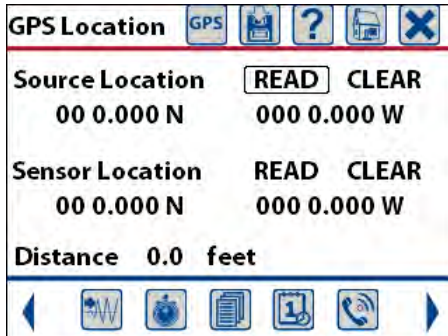 GPS Location GPS ?
Source Location READ CLEAR
00 0.000 N 000 0.000 W
Sensor Location READ CLEAR
00 0.000 N 000 0.000 W
Distance 0.0 feet
1